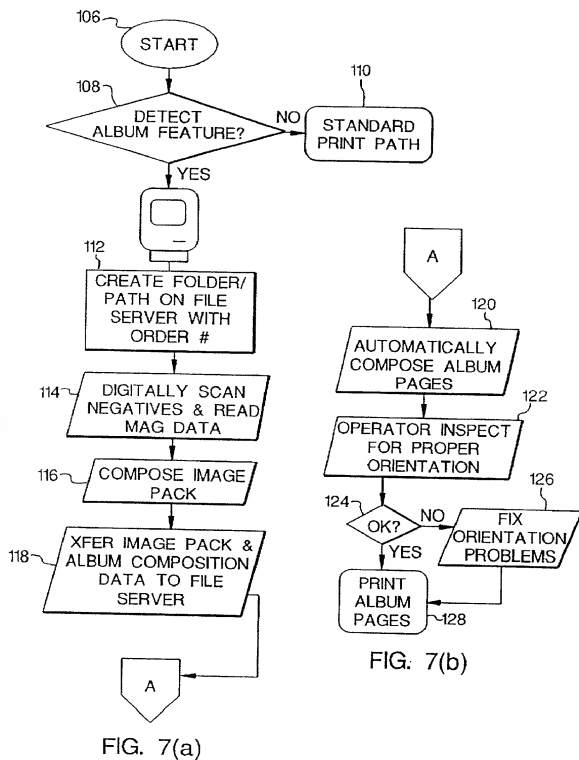 106
START
108
DETECT
ALBUM FEATURE?
NO
110
STANDARD
PRINT PATH
YES
112
CREATE FOLDER/
PATH ON FILE
SERVER WITH
ORDER #
114
DIGITALLY SCAN
NEGATIVES & READ
MAG DATA
116
COMPOSE IMAGE
PACK
118
XFER IMAGE PACK &
ALBUM COMPOSITION
DATA TO FILE
SERVER
A
FIG. 7(a)
A
120
AUTOMATICALLY
COMPOSE ALBUM
PAGES
122
OPERATOR INSPECT
FOR PROPER
ORIENTATION
124
OK?
NO
126
FIX
ORIENTATION
PROBLEMS
YES
PRINT
ALBUM
PAGES
128
FIG. 7(b)